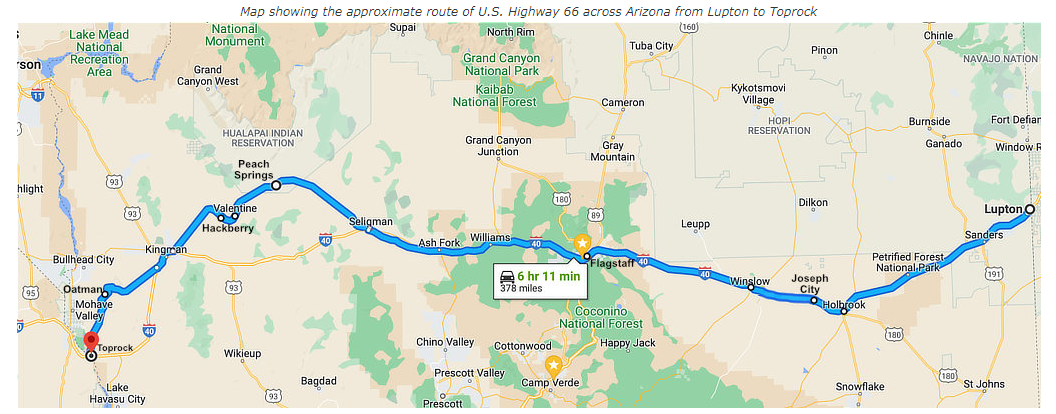 Map showing the approximate route of U.S. Highway 66 across Arizona from Lupton to Toprock
Lake Mead
National
Recreation
Area
National
Monument
Supai
North Rim
160
Chinle
Tuba City
Pinon
Grand
Canyon West
Grand Canyon
National Park
NAVAJO NATION
11
Kaibab
National Forest
Cameron
Kykotsmovi
Village
HOPI
RESERVATION
Burnside
Fort Defian
HUALAPAI INDIAN
RESERVATION
Grand Canyon
Junction
Gray
Mountain
Ganado
Window R
Peach
Springs
93
hlight
93
180
89
Dilkon
Lupton
Valentine
Hackberry
Seligman
Leupp
Sanders
Kingman
40
Ash Fork
Williams
40
Flagstaff
40
40
Petrified Forest
National Park
191
Bullhead City
6 hr 11 min
378 miles
Winslow
Joseph
City
Holbrook
95
Oatman
Mohave
Valley
93
Coconino
National Forest
40
Toprock
Chino Valley
Cottonwood
Happy Jack
180
Wikieup
Lake
Havasu City
Bagdad
93
Prescott Valley
Prescott
Camp Verde
Snowflake
180
St Johns